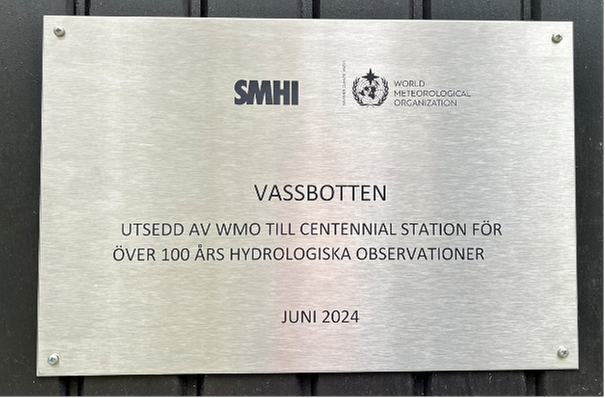 SMHI
WORLD
METEOROLOGICAL
ORGANIZATION
VASSBOTTEN
UTSEDD AV WMO TILL CENTENNIAL STATION FÖR
ÖVER 100 ÅRS HYDROLOGISKA OBSERVATIONER
JUNI 2024